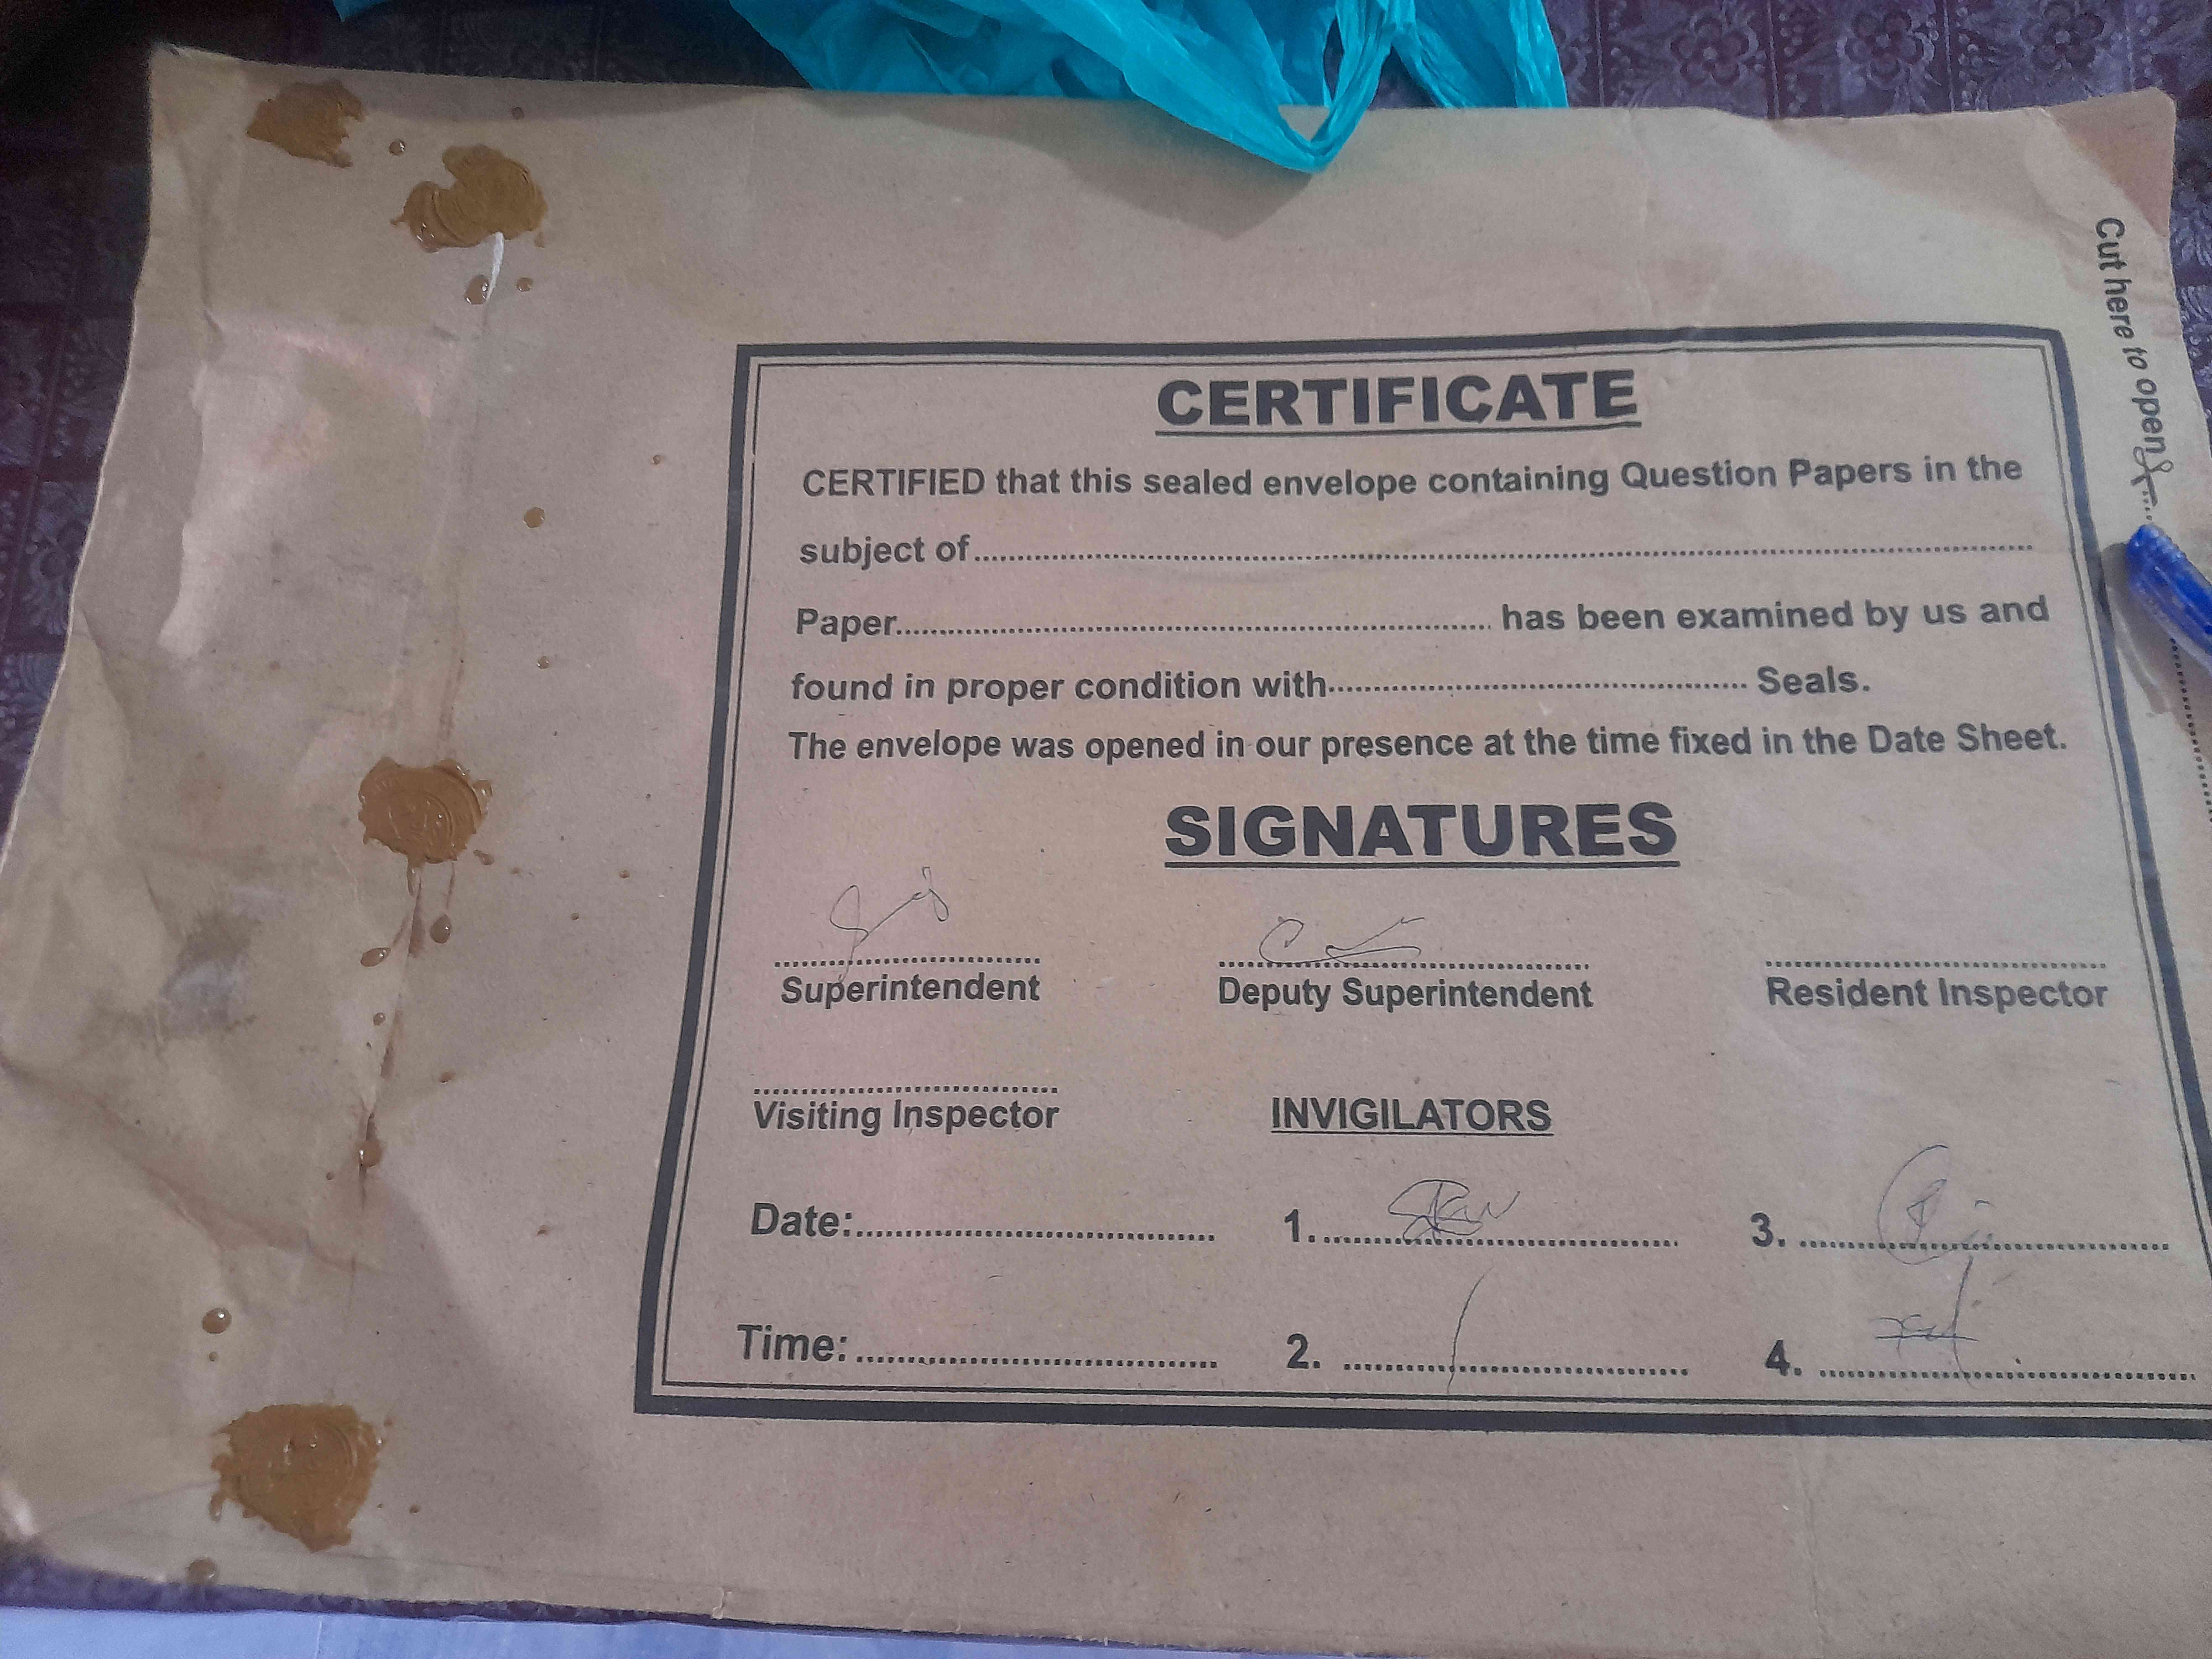 Cut here to open
CERTIFICATE
CERTIFIED that this sealed envelope containing Question Papers in the
subject of
Paper has been examined by us and
found in proper condition with Seals.
The envelope was opened in our presence at the time fixed in the Date Sheet.
SIGNATURES
Superintendent Deputy Superintendent Resident Inspector
Visiting Inspector INVIGILATORS
Date: 1. 3.
Time: 2. 4.